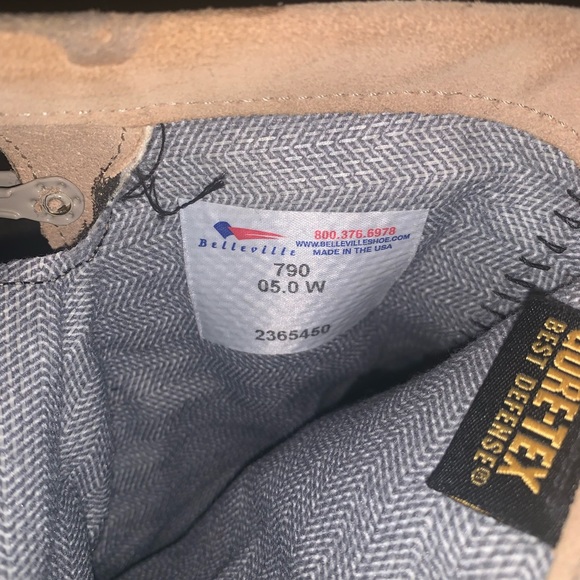 Belleville
800.376.6978
WWW.BELLEVILLESHOE.COM
MADE IN THE USA
790
05.0 W
2365450
GORE-TEX
BEST DEFENSE®